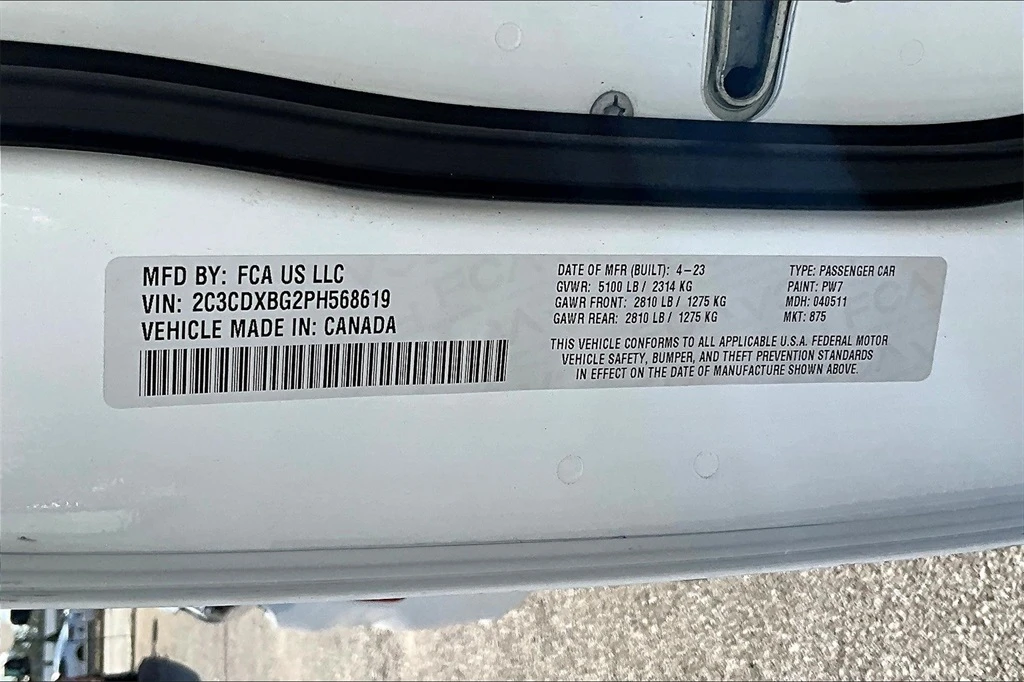 MFD BY: FCA US LLC
VIN: 2C3CDXBG2PH568619
VEHICLE MADE IN: CANADA
DATE OF MFR (BUILT): 4-23
GVWR: 5100 LB / 2314 KG
GAWR FRONT: 2810 LB / 1275 KG
GAWR REAR: 2810 LB / 1275 KG
TYPE: PASSENGER CAR
PAINT: PW7
MDH: 040511
MKT: 875
THIS VEHICLE CONFORMS TO ALL APPLICABLE U.S.A. FEDERAL MOTOR
VEHICLE SAFETY, BUMPER, AND THEFT PREVENTION STANDARDS
IN EFFECT ON THE DATE OF MANUFACTURE SHOWN ABOVE.